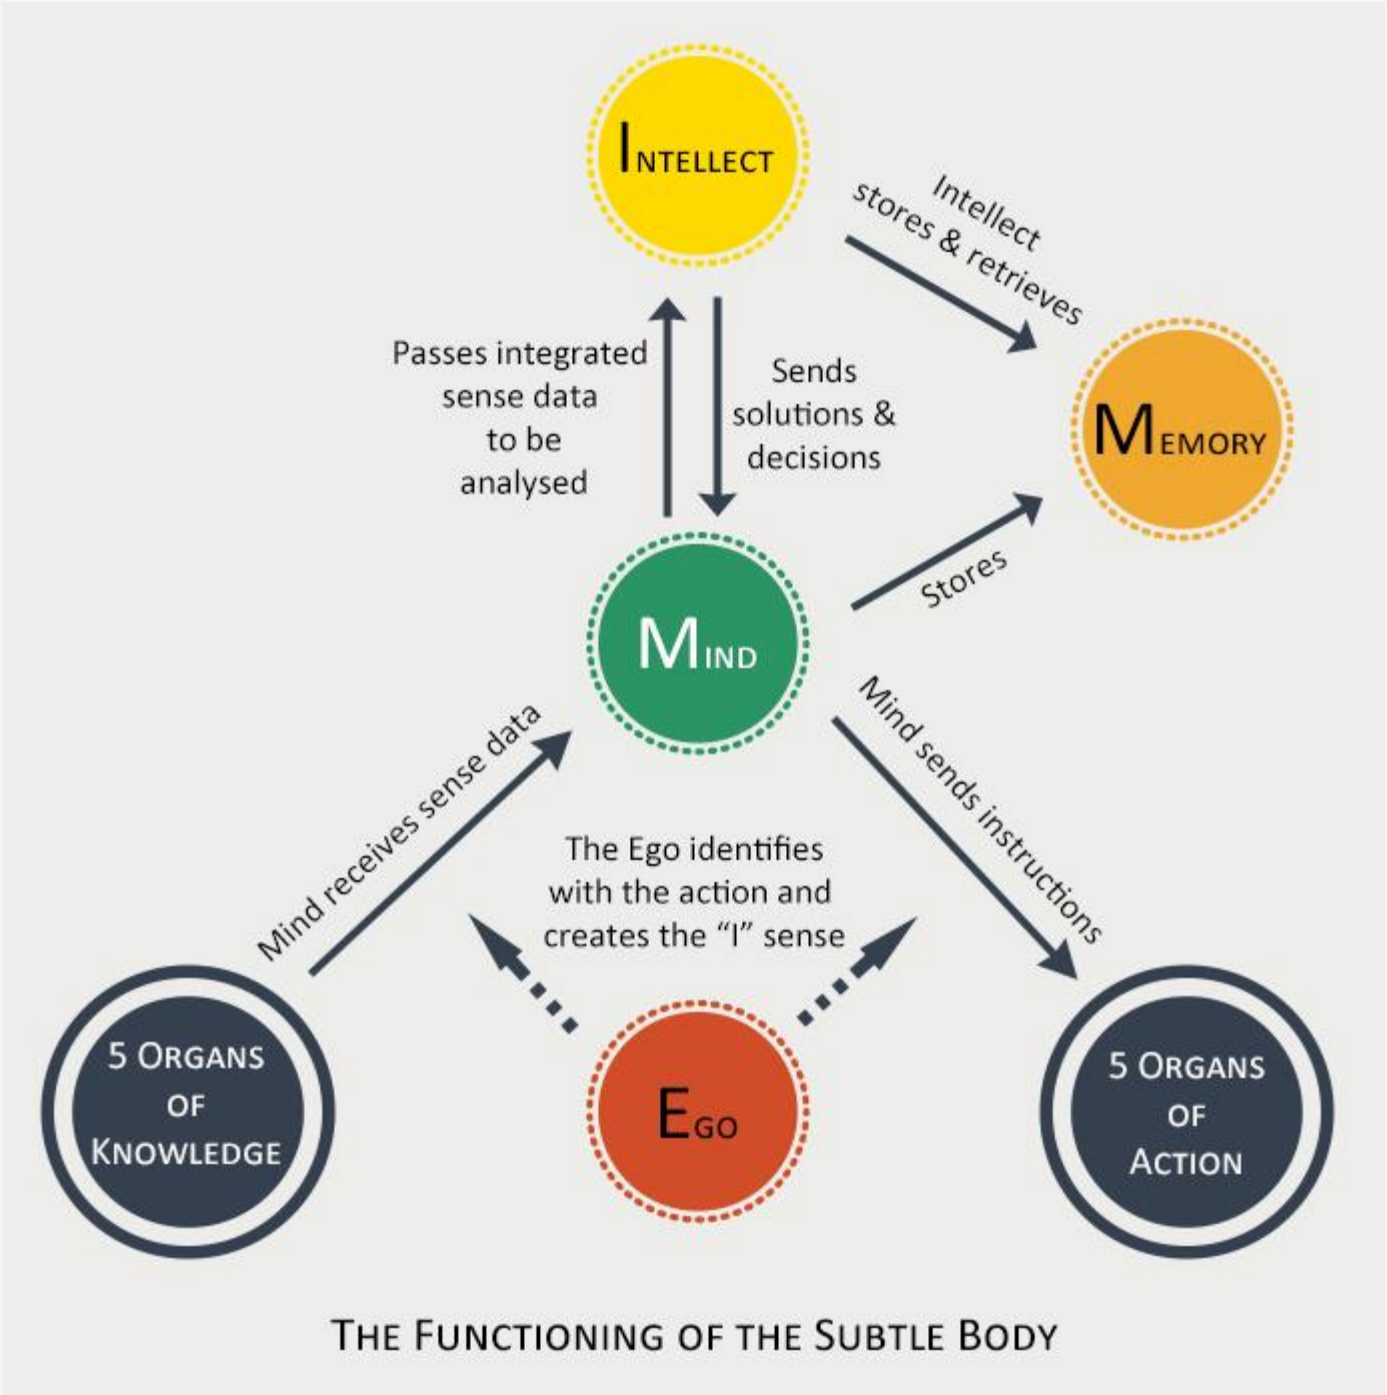 INTELLECT
Intellect
stores & retrieves
Passes integrated
sense data
to be
analysed
Sends
solutions &
decisions
MEMORY
Stores
MIND
Mind receives sense data
Mind sends instructions
The Ego identifies
with the action and
creates the “I” sense
5 ORGANS
OF
KNOWLEDGE
EGO
5 ORGANS
OF
ACTION
THE FUNCTIONING OF THE SUBTLE BODY